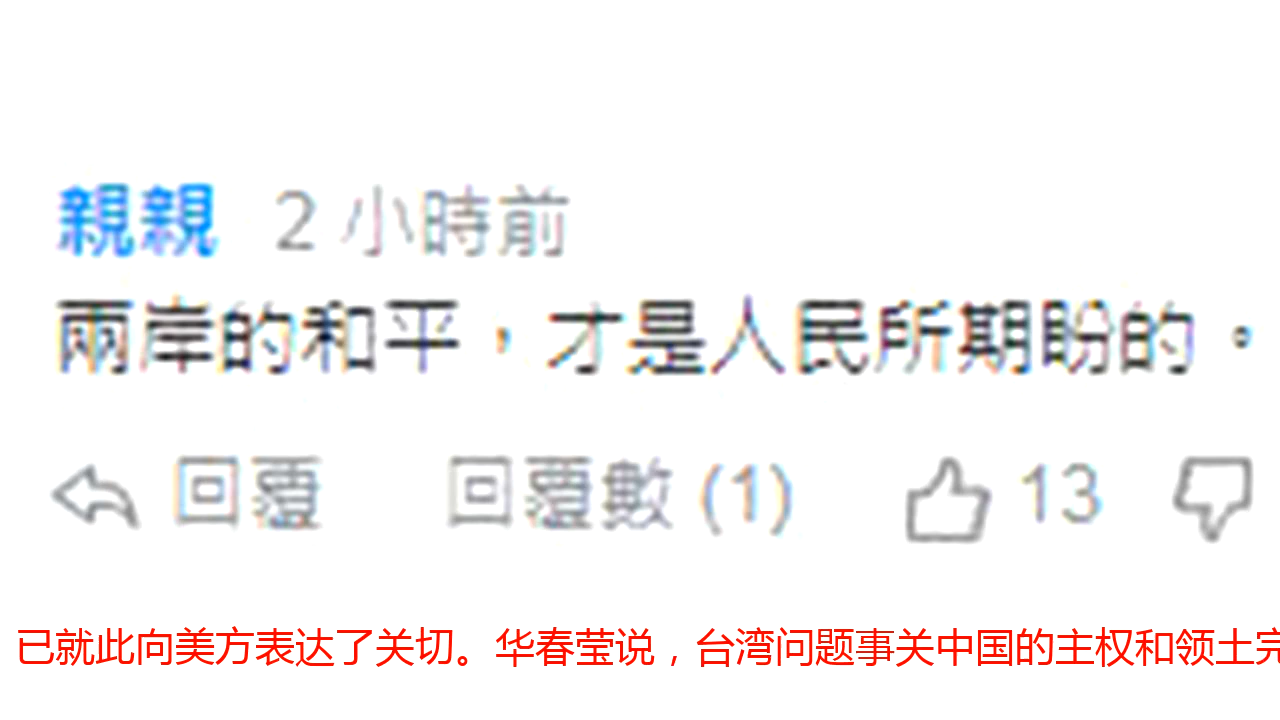 親親 2 小時前
兩岸的和平，才是人民所期盼的。
回覆 回覆數 (1) 13
已就此向美方表达了关切。华春莹说，台湾问题事关中国的主权和领土完